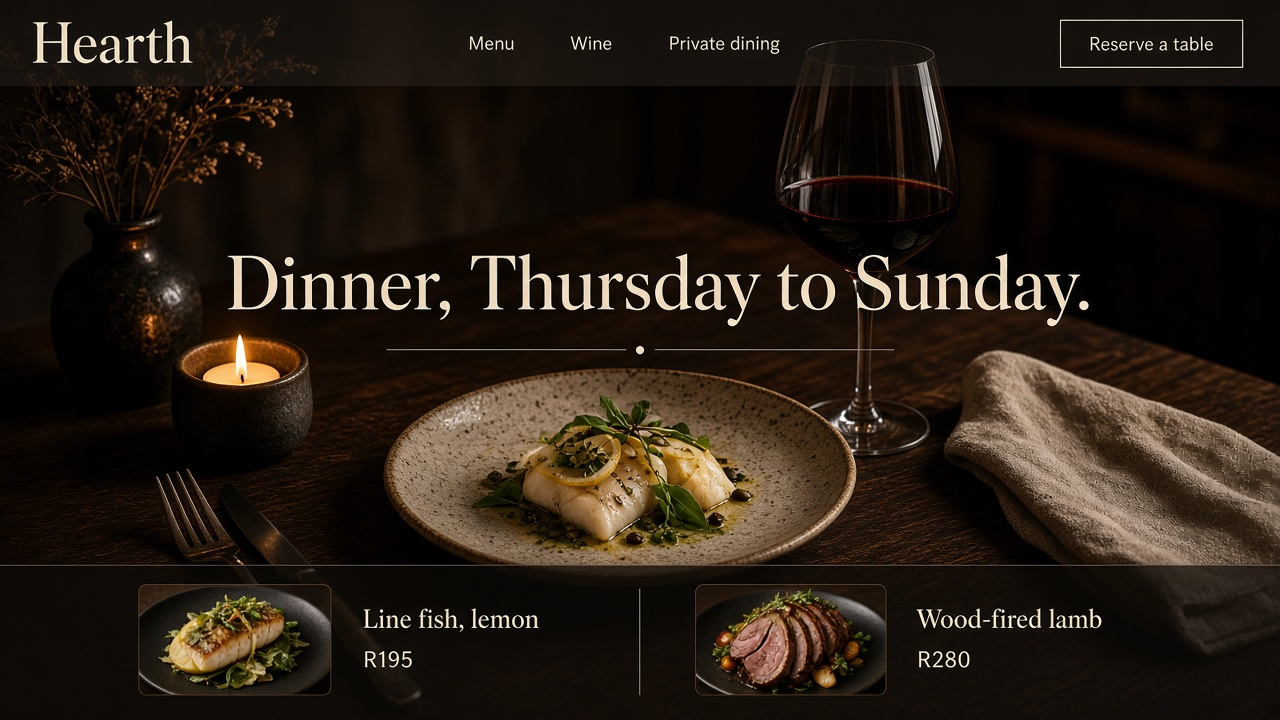 Hearth
Menu
Wine
Private dining
Reserve a table
Dinner, Thursday to Sunday.
Line fish, lemon
R195
Wood-fired lamb
R280